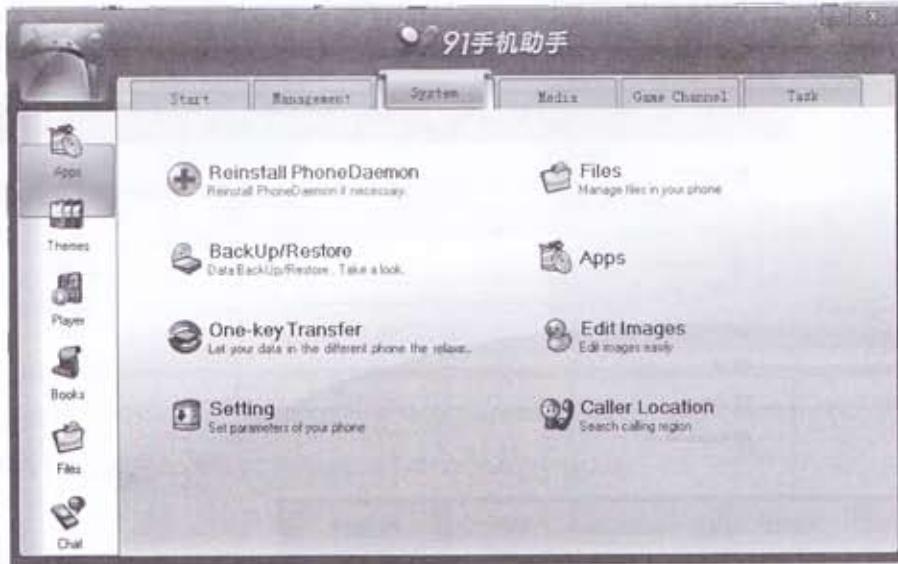 91手机助手
Start Management System Media Game Channel Task
Apps
Themes
Player
Books
Files
Chat
Reinstall PhoneDaemon
Reinstall PhoneDaemon if necessary.
Files
Manage files in your phone
BackUp/Restore
Data BackUp/Restore . Take a look.
Apps
One-key Transfer
Let your data in the different phone the relaxe..
Edit Images
Edit images easily
Setting
Set parameters of your phone
Caller Location
Search calling region